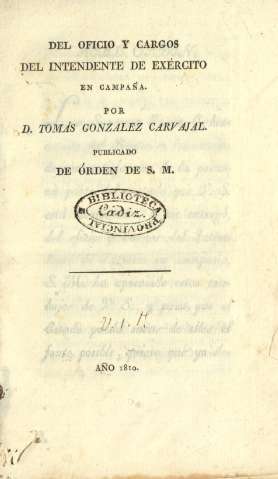 DEL OFICIO Y CARGOS
DEL INTENDENTE DE EXÉRCITO
EN CAMPAÑA.
POR
D. TOMÁS GONZALEZ CARVAJAL.
PUBLICADO
DE ÓRDEN DE S. M.
BIBLIOTECA
Cádiz.
PROVINCIAL
AÑO 1810.